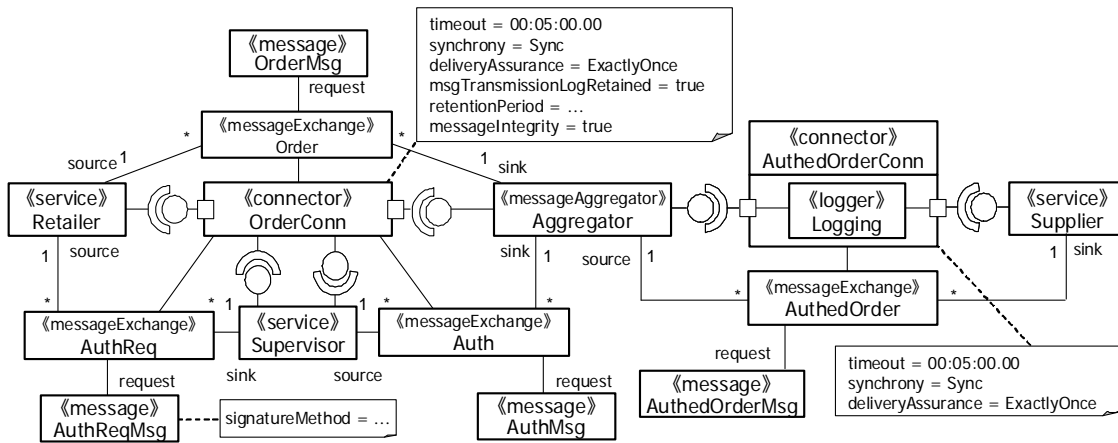 «message»
OrderMsg
request
timeout = 00:05:00.00
synchrony = Sync
deliveryAssurance = ExactlyOnce
msgTransmissionLogRetained = true
retentionPeriod = ...
messageIntegrity = true
*
«messageExchange»
Order
*
source
1
1
sink
«connector»
AuthedOrderConn
«service»
Retailer
«connector»
OrderConn
«messageAggregator»
Aggregator
«logger»
Logging
«service»
Supplier
1
source
sink
1
source
1
1
sink
*
*
1
1
*
*
*
*
«messageExchange»
AuthReq
«service»
Supervisor
«messageExchange»
Auth
«messageExchange»
AuthedOrder
sink
source
request
request
request
«message»
AuthReqMsg
signatureMethod = ...
«message»
AuthMsg
«message»
AuthedOrderMsg
timeout = 00:05:00.00
synchrony = Sync
deliveryAssurance = ExactlyOnce